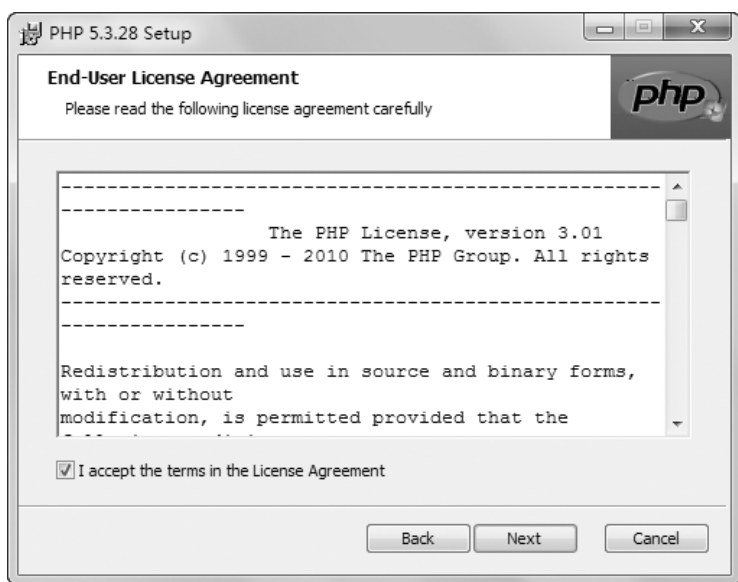 PHP 5.3.28 Setup
End-User License Agreement
Please read the following license agreement carefully
php
------------------------------------------------------
----------------
The PHP License, version 3.01
Copyright (c) 1999 - 2010 The PHP Group. All rights
reserved.
------------------------------------------------------
----------------
Redistribution and use in source and binary forms,
with or without
modification, is permitted provided that the
I accept the terms in the License Agreement
Back
Next
Cancel